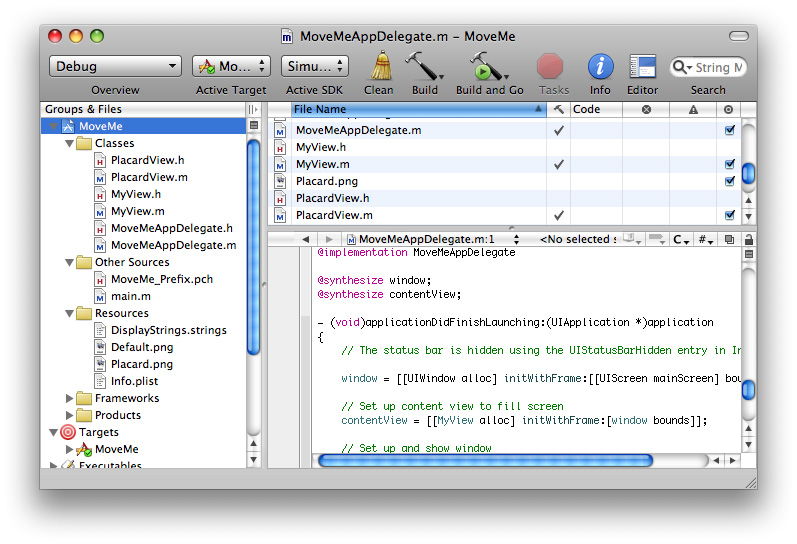 MoveMeAppDelegate.m – MoveMe
Debug
Mo...
Simu...
String M
Overview
Active Target
Active SDK
Clean
Build
Build and Go
Tasks
Info
Editor
Search
Groups & Files
MoveMe
Classes
PlacardView.h
PlacardView.m
MyView.h
MyView.m
MoveMeAppDelegate.h
MoveMeAppDelegate.m
Other Sources
MoveMe_Prefix.pch
main.m
Resources
DisplayStrings.strings
Default.png
Placard.png
Info.plist
Frameworks
Products
Targets
MoveMe
Executables
File Name
Code
MoveMeAppDelegate.m
MyView.h
MyView.m
Placard.png
PlacardView.h
PlacardView.m
MoveMeAppDelegate.m:1
<No selected s
C
#
@implementation MoveMeAppDelegate
@synthesize window;
@synthesize contentView;
- (void)applicationDidFinishLaunching:(UIApplication *)application
{
// The status bar is hidden using the UIStatusBarHidden entry in In
window = [[UIWindow alloc] initWithFrame:[[UIScreen mainScreen] bou
// Set up content view to fill screen
contentView = [[MyView alloc] initWithFrame:[window bounds]];
// Set up and show window